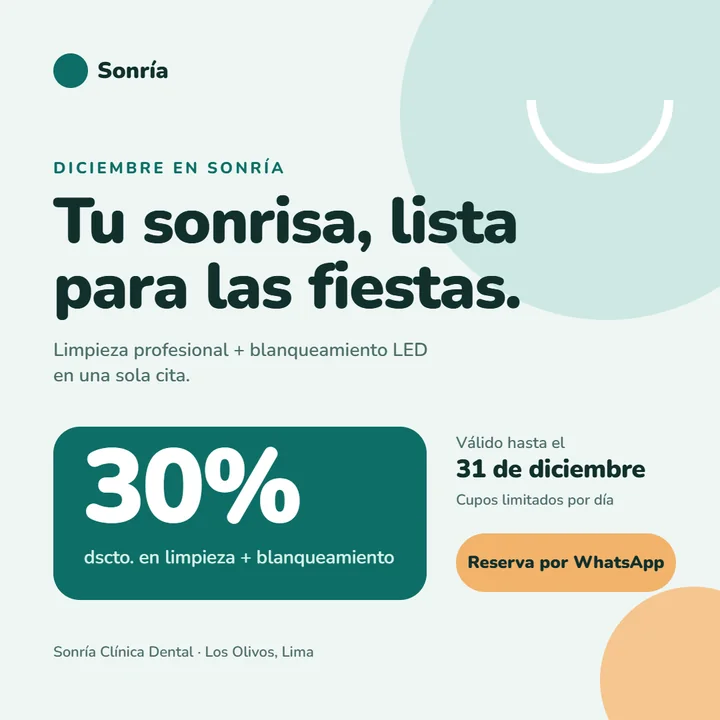 Sonría
DICIEMBRE EN SONRÍA
Tu sonrisa, lista
para las fiestas.
Limpieza profesional + blanqueamiento LED
en una sola cita.
30%
dscto. en limpieza + blanqueamiento
Válido hasta el
31 de diciembre
Cupos limitados por día
Reserva por WhatsApp
Sonría Clínica Dental · Los Olivos, Lima